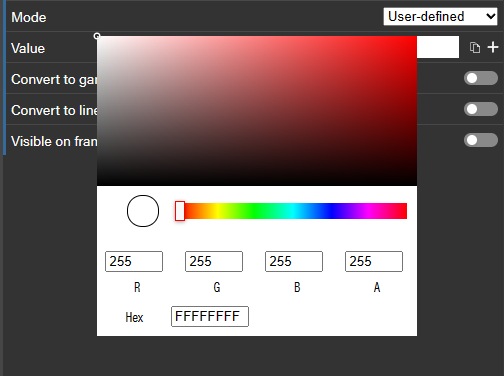 Mode
User-defined
Value
Convert to gar
Convert to line
Visible on fran
255
255
255
255
R
G
B
A
Hex
FFFFFFFF